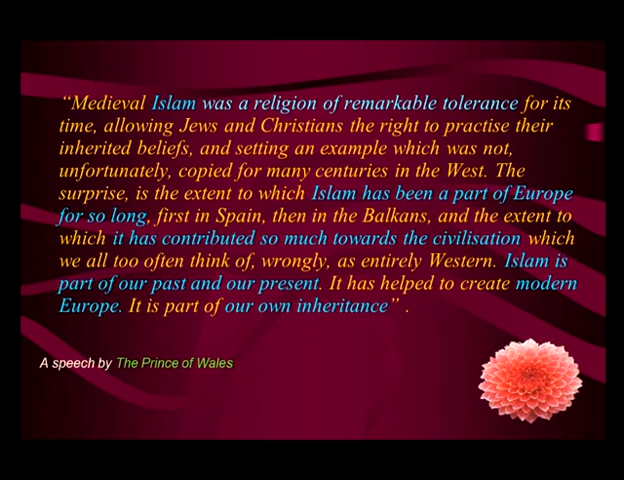 “Medieval Islam was a religion of remarkable tolerance for its
time, allowing Jews and Christians the right to practise their
inherited beliefs, and setting an example which was not,
unfortunately, copied for many centuries in the West. The
surprise, is the extent to which Islam has been a part of Europe
for so long, first in Spain, then in the Balkans, and the extent to
which it has contributed so much towards the civilisation which
we all too often think of, wrongly, as entirely Western. Islam is
part of our past and our present. It has helped to create modern
Europe. It is part of our own inheritance” .
A speech by The Prince of Wales